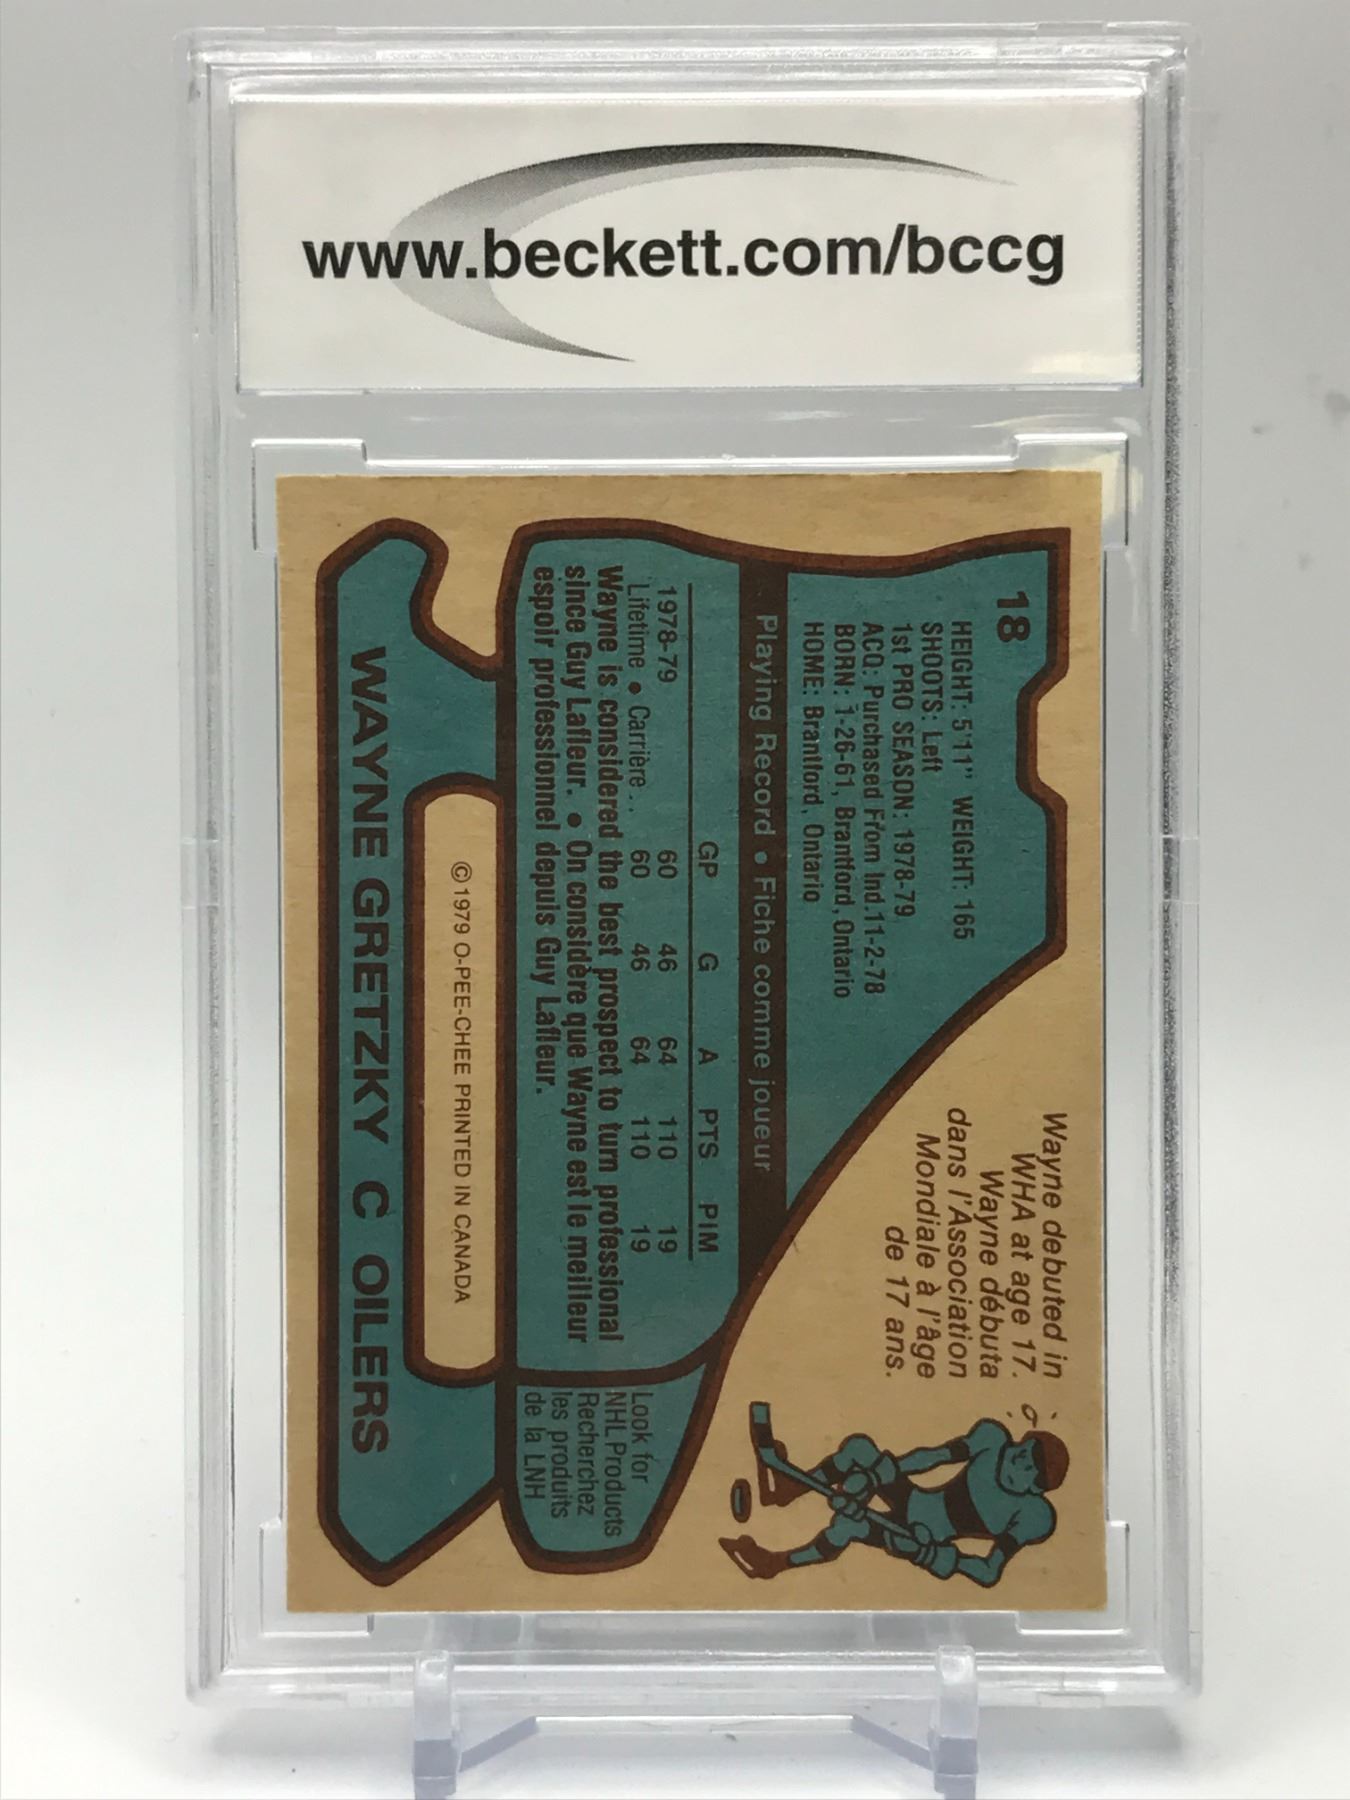 www.beckett.com/bccg
18
HEIGHT: 5'11" WEIGHT: 165
SHOOTS: Left
1st PRO SEASON: 1978-79
ACQ: Purchased From Ind.11-2-78
BORN: 1-26-61, Brantford, Ontario
HOME: Brantford, Ontario
Wayne debuted in
WHA at age 17.
Wayne débuta
dans l'Association
Mondiale à l'âge
de 17 ans.
Playing Record • Fiche comme joueur
GP G A PTS PIM
1978-79 60 46 64 110 19
Lifetime • Carrière .. 60 46 64 110 19
Wayne is considered the best prospect to turn professional
since Guy Lafleur. • On considère que Wayne est le meilleur
espoir professionnel depuis Guy Lafleur.
Look for
NHL Products
Recherchez
les produits
de la LNH
© 1979 O-PEE-CHEE PRINTED IN CANADA
WAYNE GRETZKY C OILERS